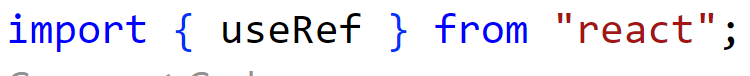 import { useRef } from "react";